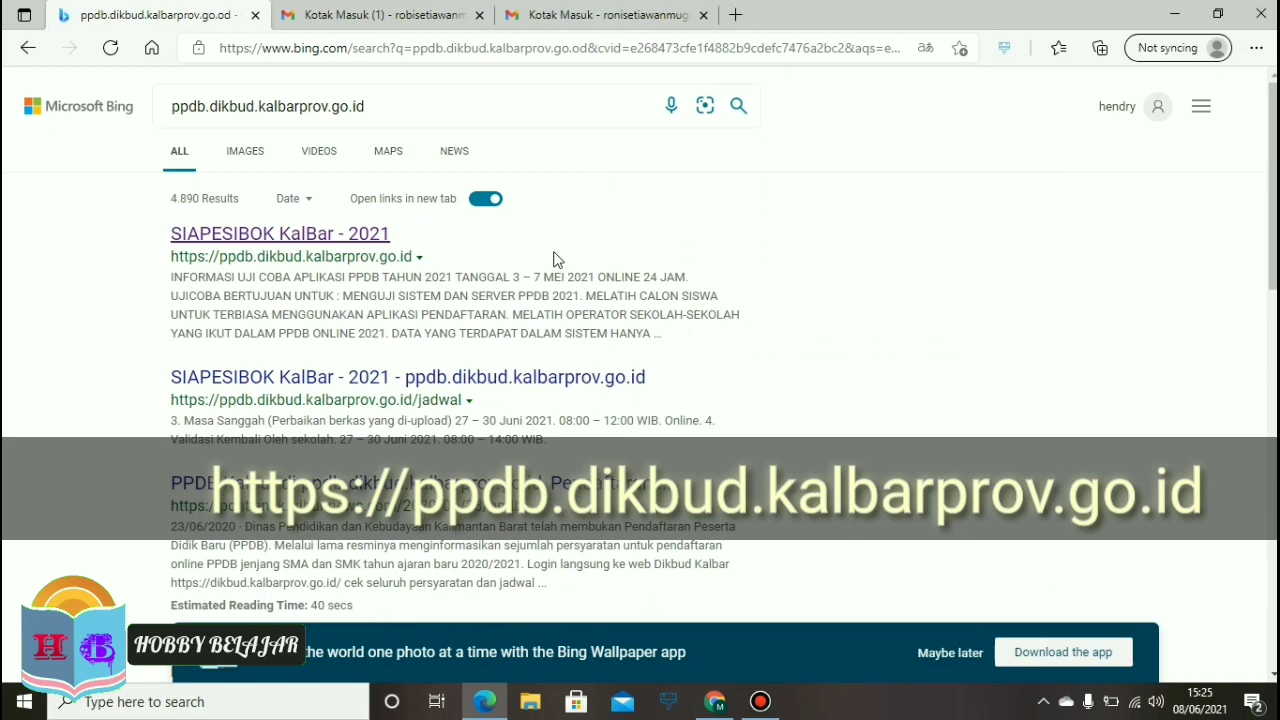 ppdb.dikbud.kalbarprov.go.od -
Kotak Masuk (1) - robisetiawanm
Kotak Masuk - ronisetiawanmug
https://www.bing.com/search?q=ppdb.dikbud.kalbarprov.go.od&cvid=e268473cfe1f4882b9cdefc7476a2bc2&aqs=e...
Not syncing
Microsoft Bing
ppdb.dikbud.kalbarprov.go.id
hendry
ALL IMAGES VIDEOS MAPS NEWS
4.890 Results Date Open links in new tab
SIAPESIBOK KalBar - 2021
https://ppdb.dikbud.kalbarprov.go.id
INFORMASI UJI COBA APLIKASI PPDB TAHUN 2021 TANGGAL 3 – 7 MEI 2021 ONLINE 24 JAM.
UJICOBA BERTUJUAN UNTUK : MENGUJI SISTEM DAN SERVER PPDB 2021. MELATIH CALON SISWA
UNTUK TERBIASA MENGGUNAKAN APLIKASI PENDAFTARAN. MELATIH OPERATOR SEKOLAH-SEKOLAH
YANG IKUT DALAM PPDB ONLINE 2021. DATA YANG TERDAPAT DALAM SISTEM HANYA ...
SIAPESIBOK KalBar - 2021 - ppdb.dikbud.kalbarprov.go.id
https://ppdb.dikbud.kalbarprov.go.id/jadwal
3. Masa Sanggah (Perbaikan berkas yang di-upload) 27 – 30 Juni 2021. 08:00 – 12:00 WIB. Online. 4.
Validasi Kembali Oleh sekolah. 27 – 30 Juni 2021. 08:00 – 14:00 WIB.
https://ppdb.dikbud.kalbarprov.go.id
23/06/2020 · Dinas Pendidikan dan Kebudayaan Kalimantan Barat telah membukan Pendaftaran Peserta
Didik Baru (PPDB). Melalui lama resminya menginformasikan sejumlah persyaratan untuk pendaftaran
online PPDB jenjang SMA dan SMK tahun ajaran baru 2020/2021. Login langsung ke web Dikbud Kalbar
https://dikbud.kalbarprov.go.id/ cek seluruh persyaratan dan jadwal ...
Estimated Reading Time: 40 secs
the world one photo at a time with the Bing Wallpaper app
Maybe later
Download the app
H B
HOBBY BELAJAR
Type here to search
M
15:25
08/06/2021
2